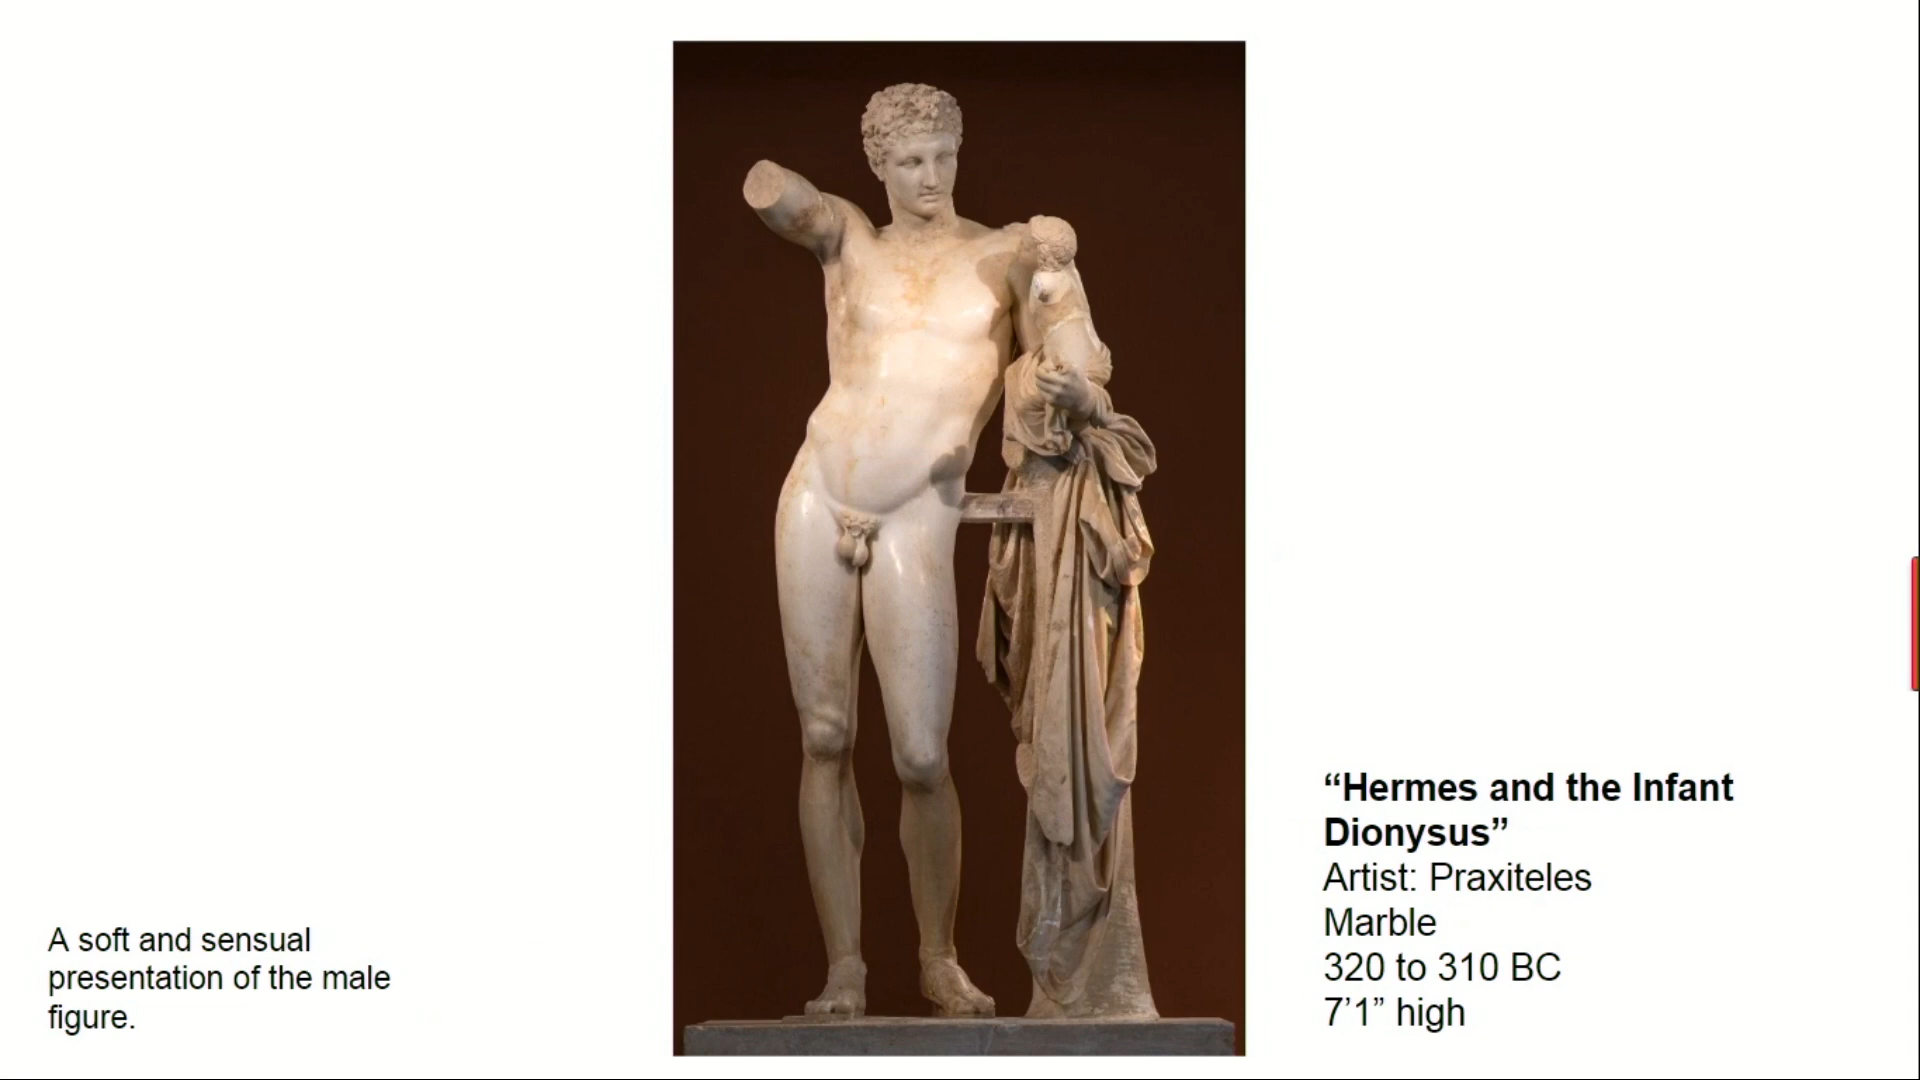 A soft and sensual
presentation of the male
figure.
“Hermes and the Infant
Dionysus”
Artist: Praxiteles
Marble
320 to 310 BC
7’1” high